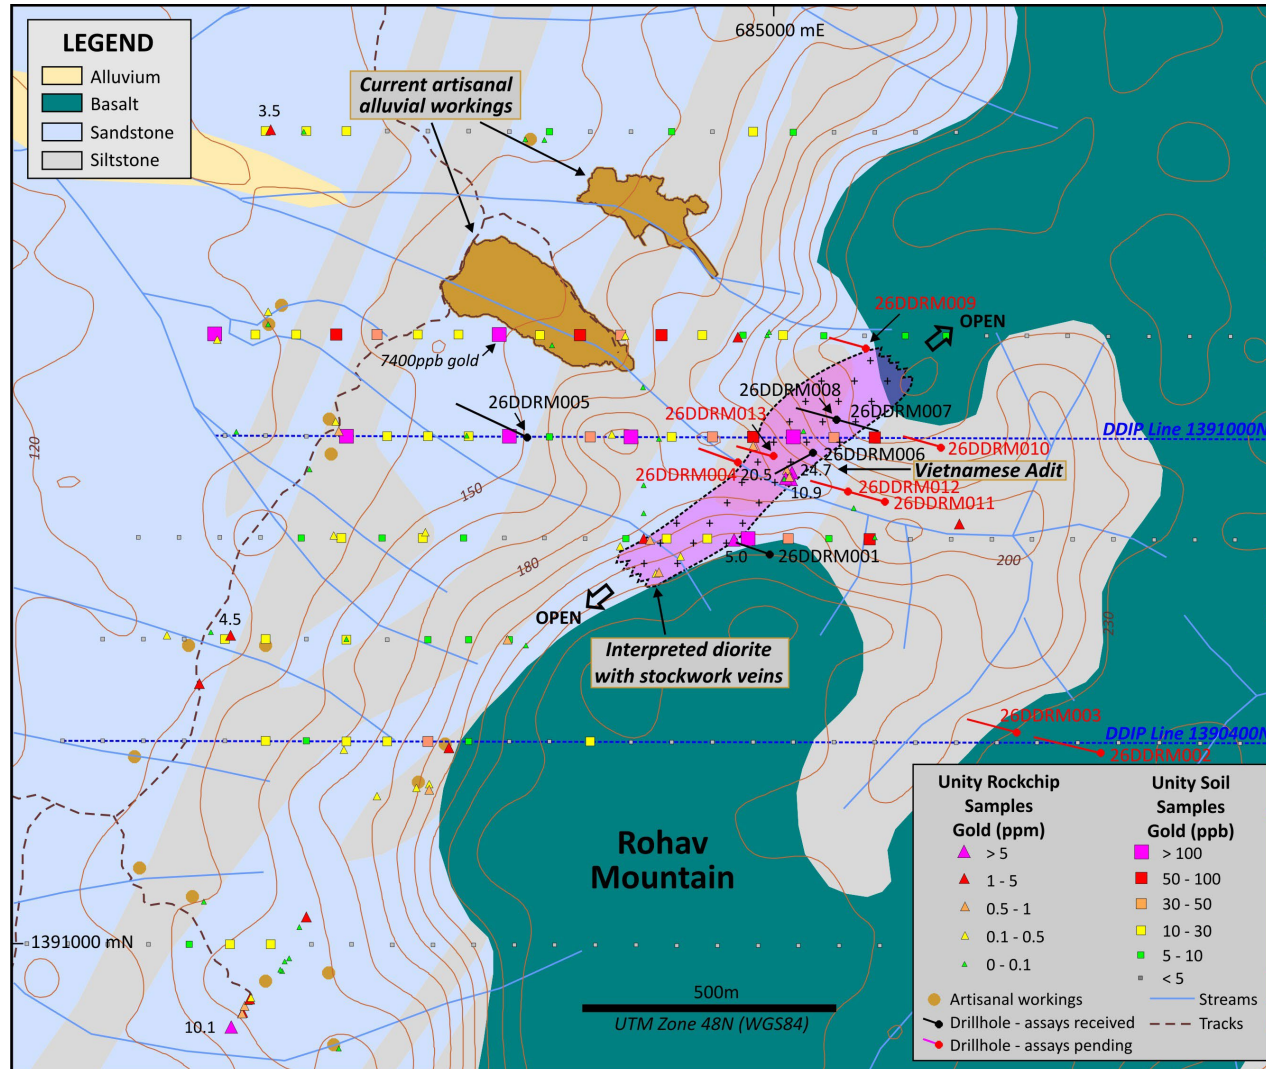 685000 mE
LEGEND
Alluvium
Basalt
Sandstone
Siltstone
Current artisanal
alluvial workings
3.5
26DDRM009
OPEN
7400ppb gold
26DDRM008
26DDRM005
26DDRM013
26DDRM007
120
DDIP Line 1391000N
26DDRM006
26DDRM010
26DDRM004
20.5
24.7
Vietnamese Adit
150
10.9
26DDRM012
26DDRM011
5.0
26DDRM001
180
200
OPEN
4.5
230
Interpreted diorite
with stockwork veins
26DDRM003
DDIP Line 1390400N
26DDRM002
Rohav
Mountain
1391000 mN
10.1
500m
UTM Zone 48N (WGS84)
Unity Rockchip
Samples
Gold (ppm)
> 5
1 - 5
0.5 - 1
0.1 - 0.5
0 - 0.1
Unity Soil
Samples
Gold (ppb)
> 100
50 - 100
30 - 50
10 - 30
5 - 10
< 5
Artisanal workings
Streams
Drillhole - assays received
Tracks
Drillhole - assays pending